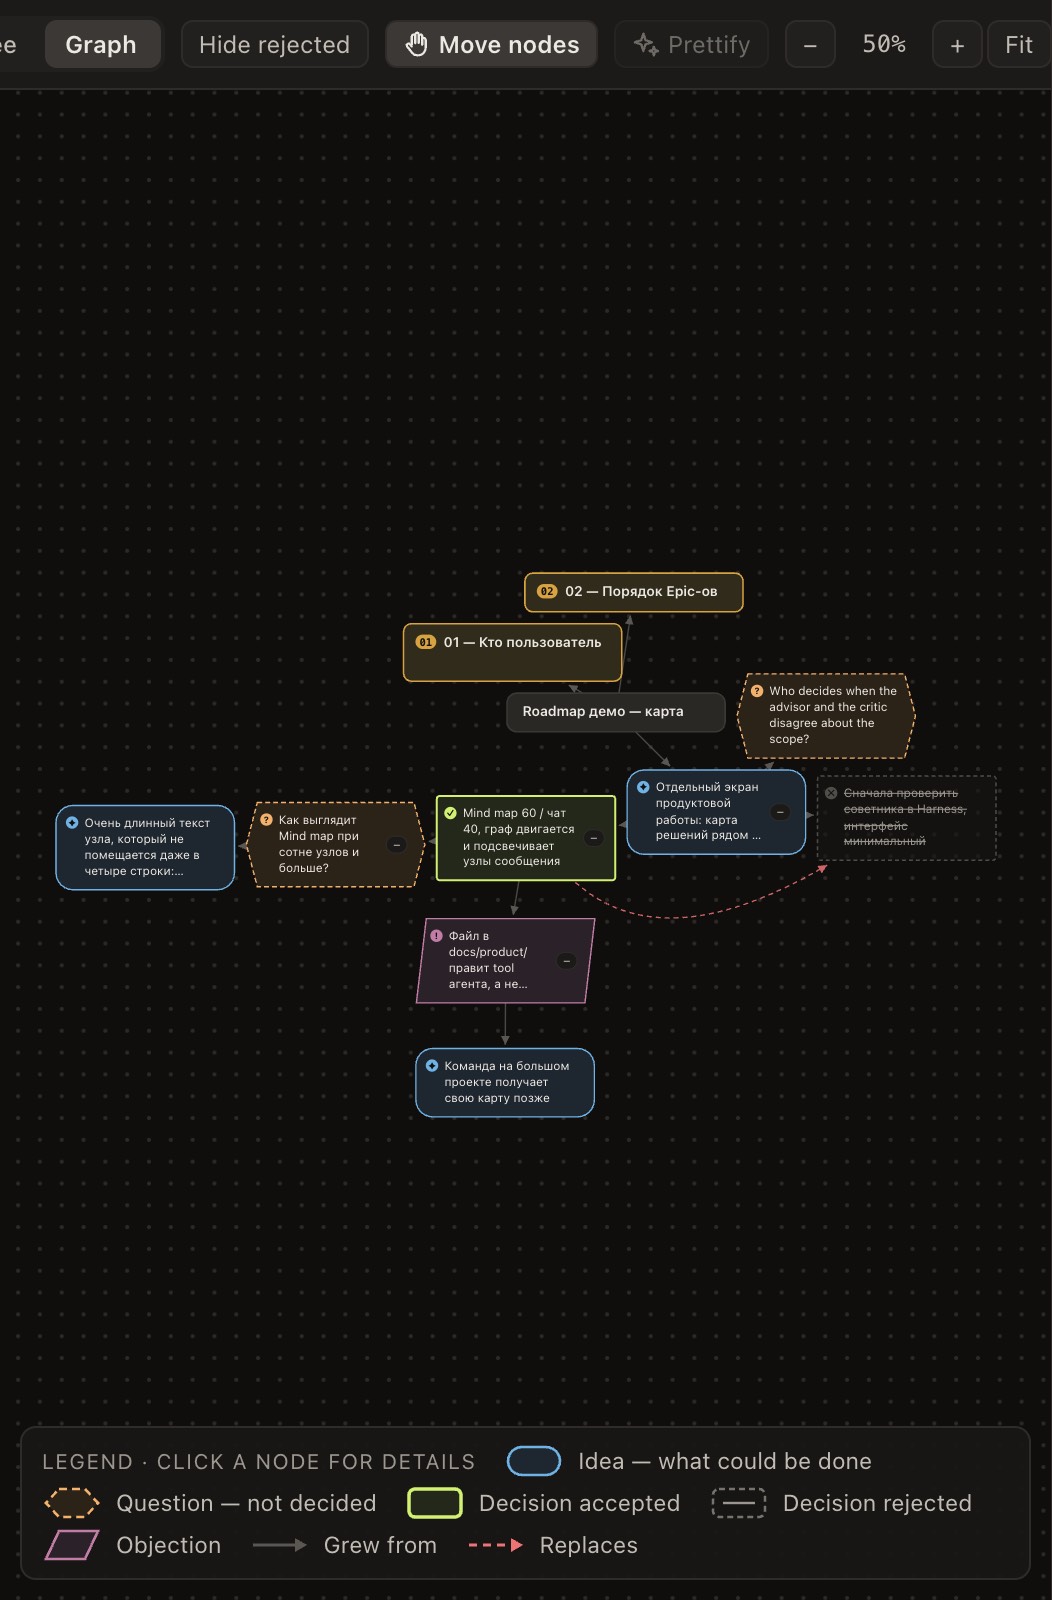 ee
Graph
Hide rejected
Move nodes
Prettify
−
50%
+
Fit
02
02 — Порядок Epic-ов
01
01 — Кто пользователь
Roadmap демо — карта
?
Who decides when the
advisor and the critic
disagree about the
scope?
Отдельный экран
продуктовой
работы: карта
решений рядом ...
−
Сначала проверить
советника в Harness,
интерфейс
минимальный
Mind map 60 / чат
40, граф двигается
и подсвечивает
узлы сообщения
−
?
Как выглядит
Mind map при
сотне узлов и
больше?
−
Очень длинный текст
узла, который не
помещается даже в
четыре строки:...
!
Файл в
docs/product/
правит tool
агента, а не...
−
Команда на большом
проекте получает
свою карту позже
LEGEND · CLICK A NODE FOR DETAILS
Idea — what could be done
Question — not decided
Decision accepted
Decision rejected
Objection
Grew from
Replaces